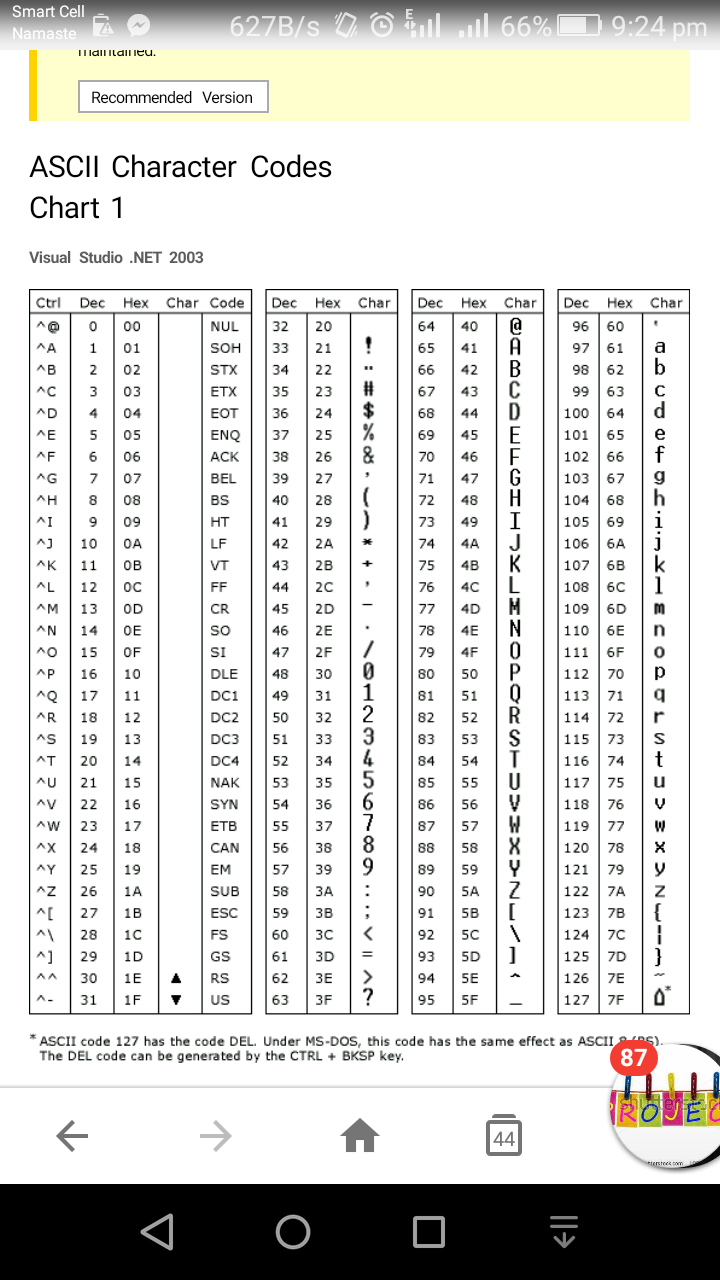 Smart Cell
Namaste
627B/s 66% 9:24 pm
maintained.
Recommended Version
ASCII Character Codes
Chart 1
Visual Studio .NET 2003
Ctrl Dec Hex Char Code Dec Hex Char Dec Hex Char Dec Hex Char
^@ 0 00 NUL 32 20 64 40 @ 96 60 `
^A 1 01 SOH 33 21 ! 65 41 A 97 61 a
^B 2 02 STX 34 22 " 66 42 B 98 62 b
^C 3 03 ETX 35 23 # 67 43 C 99 63 c
^D 4 04 EOT 36 24 $ 68 44 D 100 64 d
^E 5 05 ENQ 37 25 % 69 45 E 101 65 e
^F 6 06 ACK 38 26 & 70 46 F 102 66 f
^G 7 07 BEL 39 27 ' 71 47 G 103 67 g
^H 8 08 BS 40 28 ( 72 48 H 104 68 h
^I 9 09 HT 41 29 ) 73 49 I 105 69 i
^J 10 0A LF 42 2A * 74 4A J 106 6A j
^K 11 0B VT 43 2B + 75 4B K 107 6B k
^L 12 0C FF 44 2C , 76 4C L 108 6C l
^M 13 0D CR 45 2D - 77 4D M 109 6D m
^N 14 0E SO 46 2E . 78 4E N 110 6E n
^O 15 0F SI 47 2F / 79 4F O 111 6F o
^P 16 10 DLE 48 30 0 80 50 P 112 70 p
^Q 17 11 DC1 49 31 1 81 51 Q 113 71 q
^R 18 12 DC2 50 32 2 82 52 R 114 72 r
^S 19 13 DC3 51 33 3 83 53 S 115 73 s
^T 20 14 DC4 52 34 4 84 54 T 116 74 t
^U 21 15 NAK 53 35 5 85 55 U 117 75 u
^V 22 16 SYN 54 36 6 86 56 V 118 76 v
^W 23 17 ETB 55 37 7 87 57 W 119 77 w
^X 24 18 CAN 56 38 8 88 58 X 120 78 x
^Y 25 19 EM 57 39 9 89 59 Y 121 79 y
^Z 26 1A SUB 58 3A : 90 5A Z 122 7A z
^[ 27 1B ESC 59 3B ; 91 5B [ 123 7B {
^\ 28 1C FS 60 3C < 92 5C \ 124 7C ¦
^] 29 1D GS 61 3D = 93 5D ] 125 7D }
^^ 30 1E ▲ RS 62 3E > 94 5E ^ 126 7E ~
^- 31 1F ▼ US 63 3F ? 95 5F _ 127 7F ⌂*
* ASCII code 127 has the code DEL. Under MS-DOS, this code has the same effect as ASCII 8 (BS).
The DEL code can be generated by the CTRL + BKSP key.
87
PROJEC
44